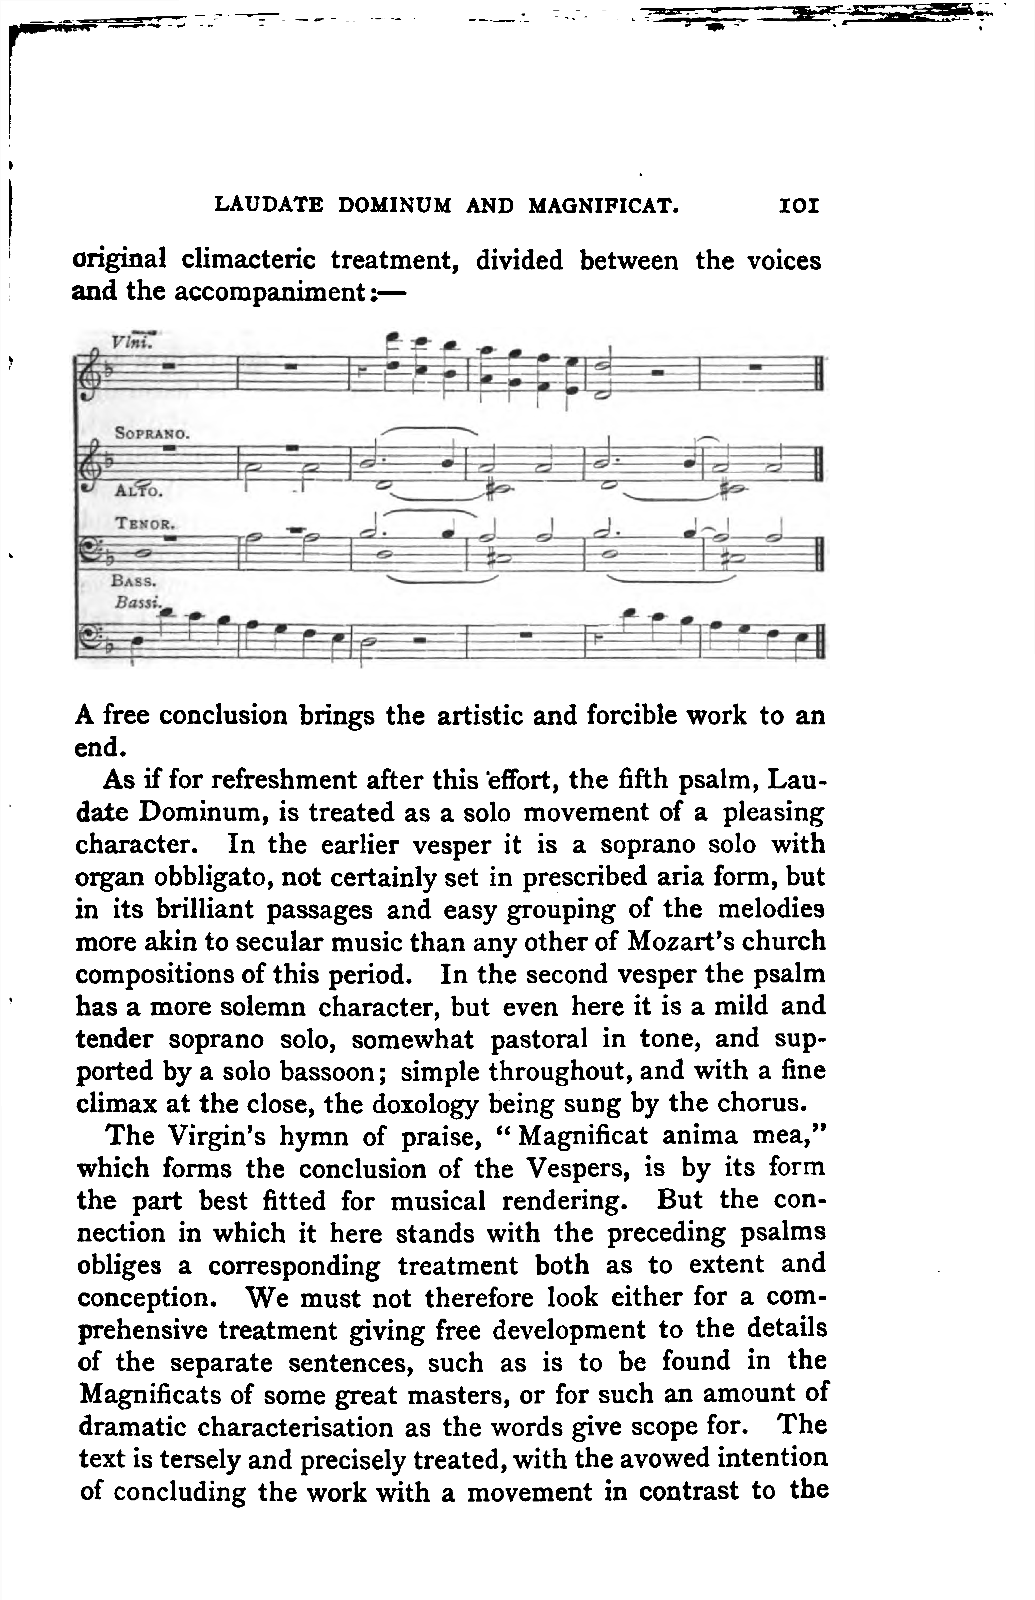 LAUDATE DOMINUM AND MAGNIFICAT. 101
original climacteric treatment, divided between the voices
and the accompaniment:—
Vlni.
SOPRANO.
ALTO.
TENOR.
BASS.
Bassi.
A free conclusion brings the artistic and forcible work to an
end.
As if for refreshment after this effort, the fifth psalm, Lau-
date Dominum, is treated as a solo movement of a pleasing
character. In the earlier vesper it is a soprano solo with
organ obbligato, not certainly set in prescribed aria form, but
in its brilliant passages and easy grouping of the melodies
more akin to secular music than any other of Mozart's church
compositions of this period. In the second vesper the psalm
has a more solemn character, but even here it is a mild and
tender soprano solo, somewhat pastoral in tone, and sup-
ported by a solo bassoon; simple throughout, and with a fine
climax at the close, the doxology being sung by the chorus.
The Virgin's hymn of praise, "Magnificat anima mea,"
which forms the conclusion of the Vespers, is by its form
the part best fitted for musical rendering. But the con-
nection in which it here stands with the preceding psalms
obliges a corresponding treatment both as to extent and
conception. We must not therefore look either for a com-
prehensive treatment giving free development to the details
of the separate sentences, such as is to be found in the
Magnificats of some great masters, or for such an amount of
dramatic characterisation as the words give scope for. The
text is tersely and precisely treated, with the avowed intention
of concluding the work with a movement in contrast to the